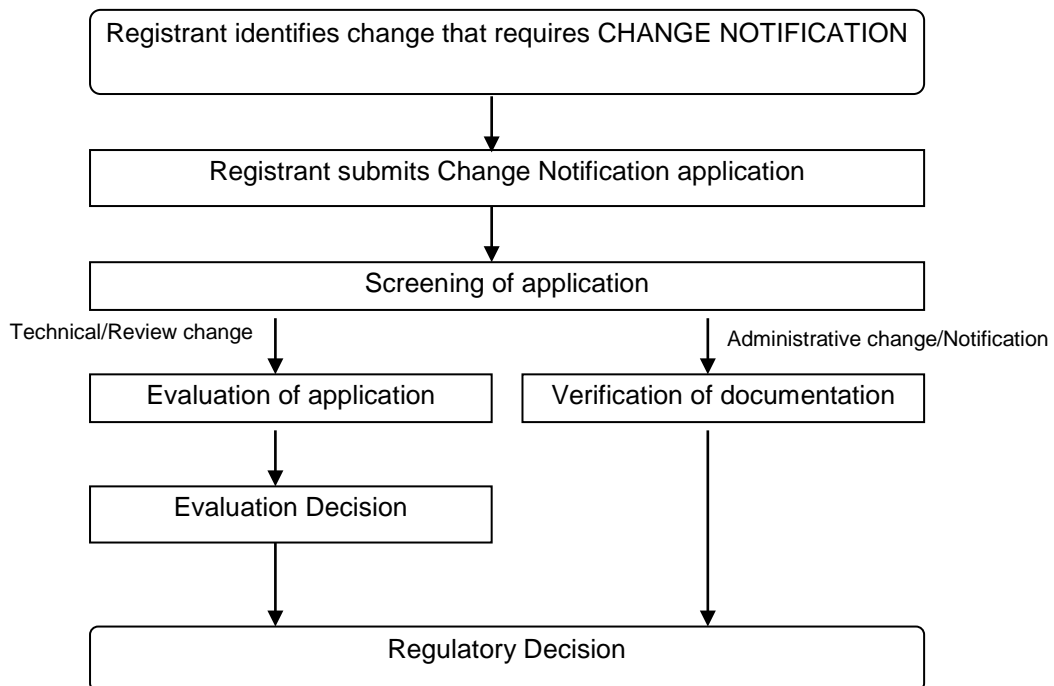 Registrant identifies change that requires CHANGE NOTIFICATION
Registrant submits Change Notification application
Screening of application
Technical/Review change
Administrative change/Notification
Evaluation of application
Verification of documentation
Evaluation Decision
Regulatory Decision